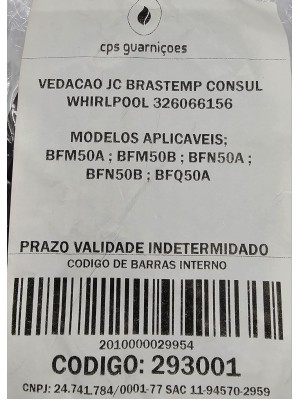 cps guarniçoes
VEDACAO JC BRASTEMP CONSUL
WHIRLPOOL 326066156
MODELOS APLICAVEIS;
BFM50A ; BFM50B ; BFN50A ;
BFN50B ; BFQ50A
PRAZO VALIDADE INDETERMIDADO
CODIGO DE BARRAS INTERNO
2010000029954
CODIGO: 293001
CNPJ: 24.741.784/0001-77 SAC 11-94570-2959